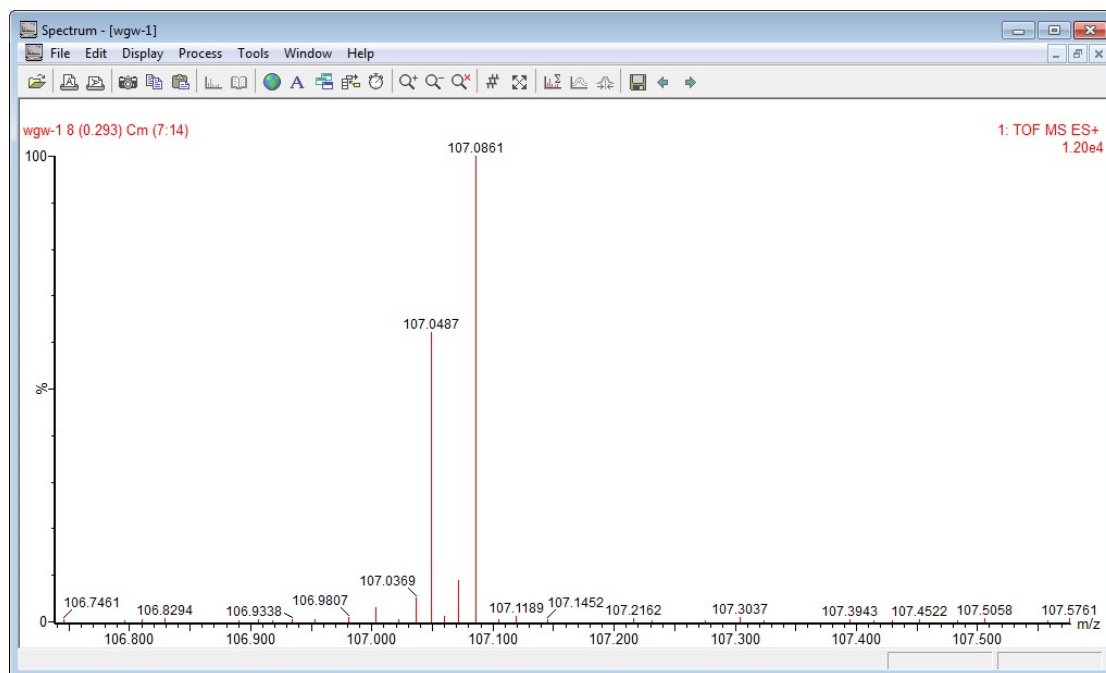 Spectrum - [wgw-1]
File Edit Display Process Tools Window Help
A A A Σ
wgw-1 8 (0.293) Cm (7:14)
1: TOF MS ES+
1.20e4
107.0861
100
107.0487
%
107.0369
106.7461
106.8294
106.9338
106.9807
107.1189
107.1452
107.2162
107.3037
107.3943
107.4522
107.5058
107.5761
0
m/z
106.800 106.900 107.000 107.100 107.200 107.300 107.400 107.500